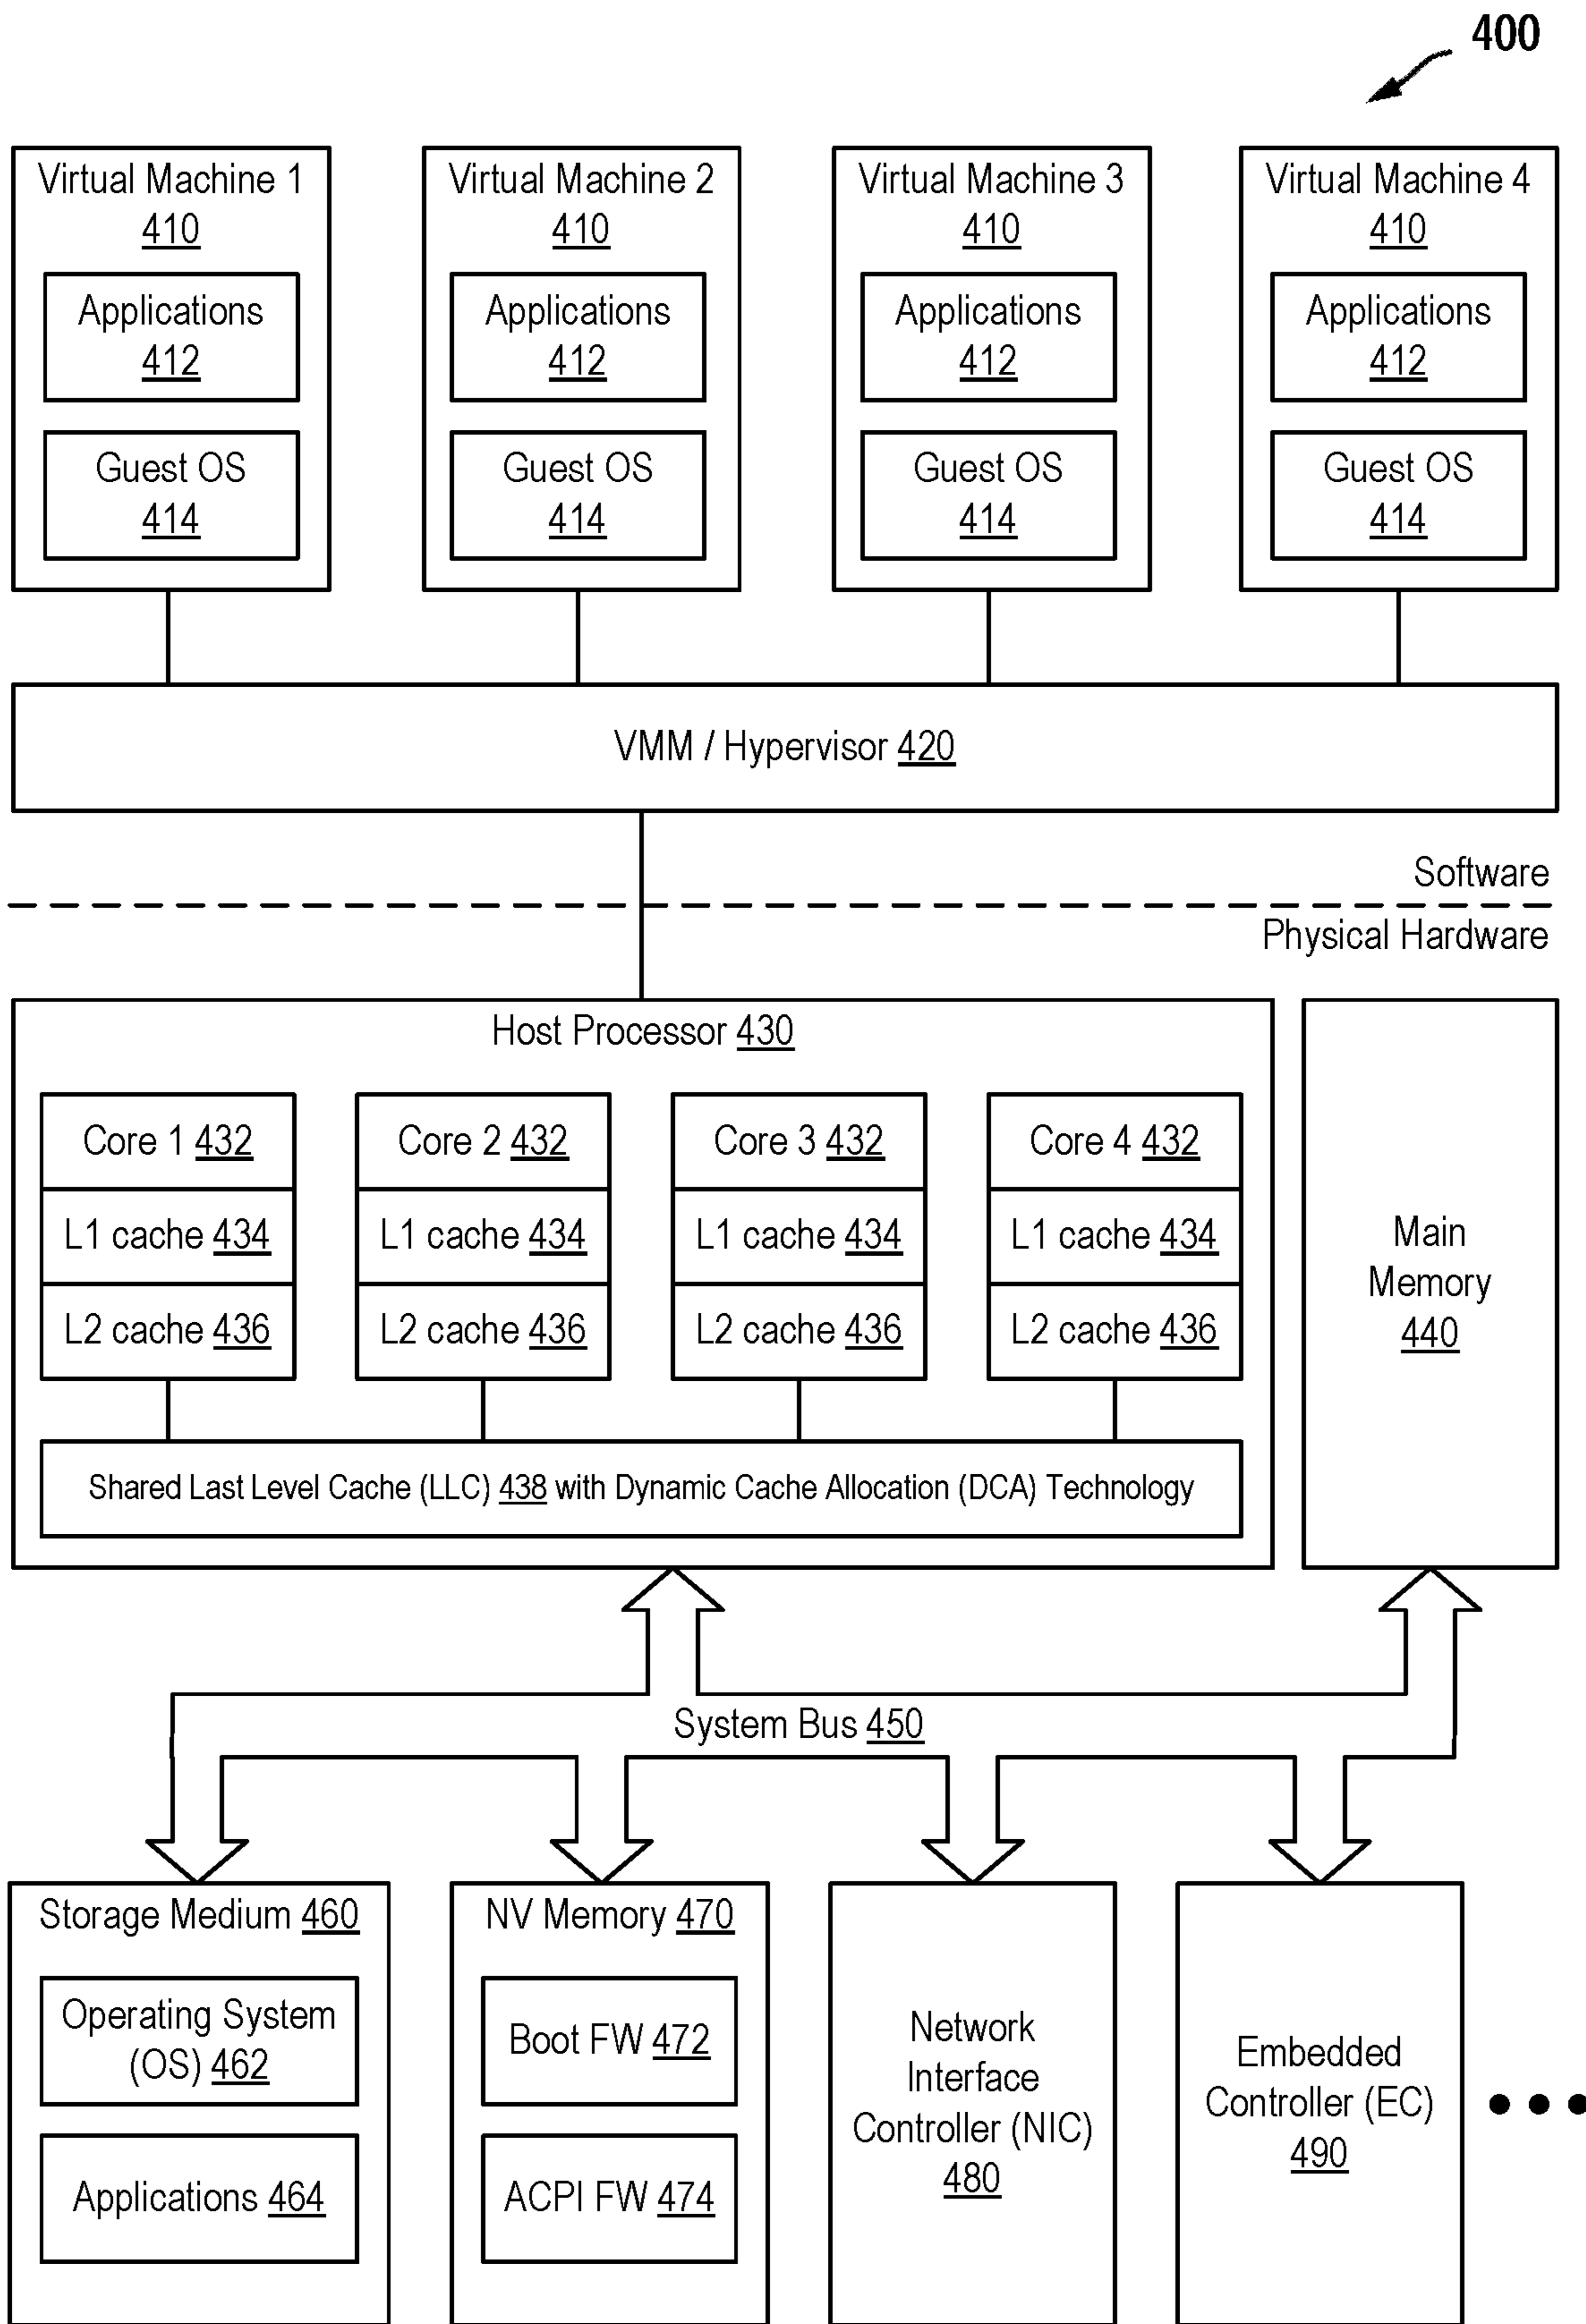 400
Virtual Machine 1
410
Applications
412
Guest OS
414
Virtual Machine 2
410
Applications
412
Guest OS
414
Virtual Machine 3
410
Applications
412
Guest OS
414
Virtual Machine 4
410
Applications
412
Guest OS
414
VMM / Hypervisor 420
Software
Physical Hardware
Host Processor 430
Core 1 432
L1 cache 434
L2 cache 436
Core 2 432
L1 cache 434
L2 cache 436
Core 3 432
L1 cache 434
L2 cache 436
Core 4 432
L1 cache 434
L2 cache 436
Shared Last Level Cache (LLC) 438 with Dynamic Cache Allocation (DCA) Technology
Main
Memory
440
System Bus 450
Storage Medium 460
Operating System
(OS) 462
Applications 464
NV Memory 470
Boot FW 472
ACPI FW 474
Network
Interface
Controller (NIC)
480
Embedded
Controller (EC)
490